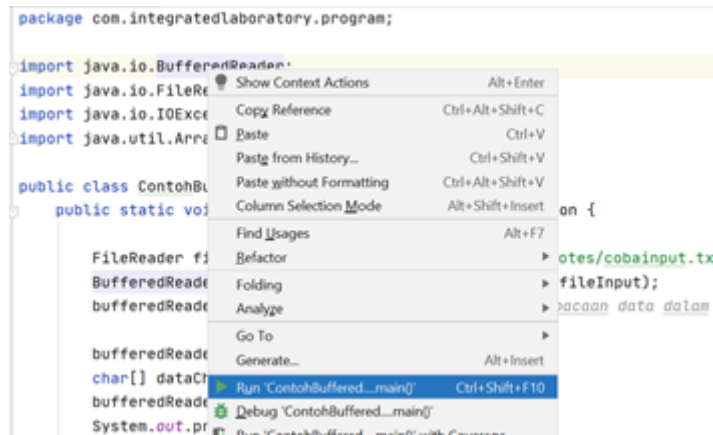 package com.integratedlaboratory.program;
import java.io.BufferedReader;
import java.io.FileRe
import java.io.IOExce
import java.util.Arra
public class ContohBu
public static voi on {
FileReader fi otes/cobainput.tx
BufferedReade fileInput);
bufferedReade bacaan data dalam
bufferedReade
char[] dataCh
bufferedReade
System.out.pr
Show Context Actions Alt+Enter
Copy Reference Ctrl+Alt+Shift+C
Paste Ctrl+V
Paste from History... Ctrl+Shift+V
Paste without Formatting Ctrl+Alt+Shift+V
Column Selection Mode Alt+Shift+Insert
Find Usages Alt+F7
Refactor
Folding
Analyze
Go To
Generate... Alt+Insert
Run 'ContohBuffered....main()' Ctrl+Shift+F10
Debug 'ContohBuffered....main()'
Run 'ContohBuffered....main()' with Coverage